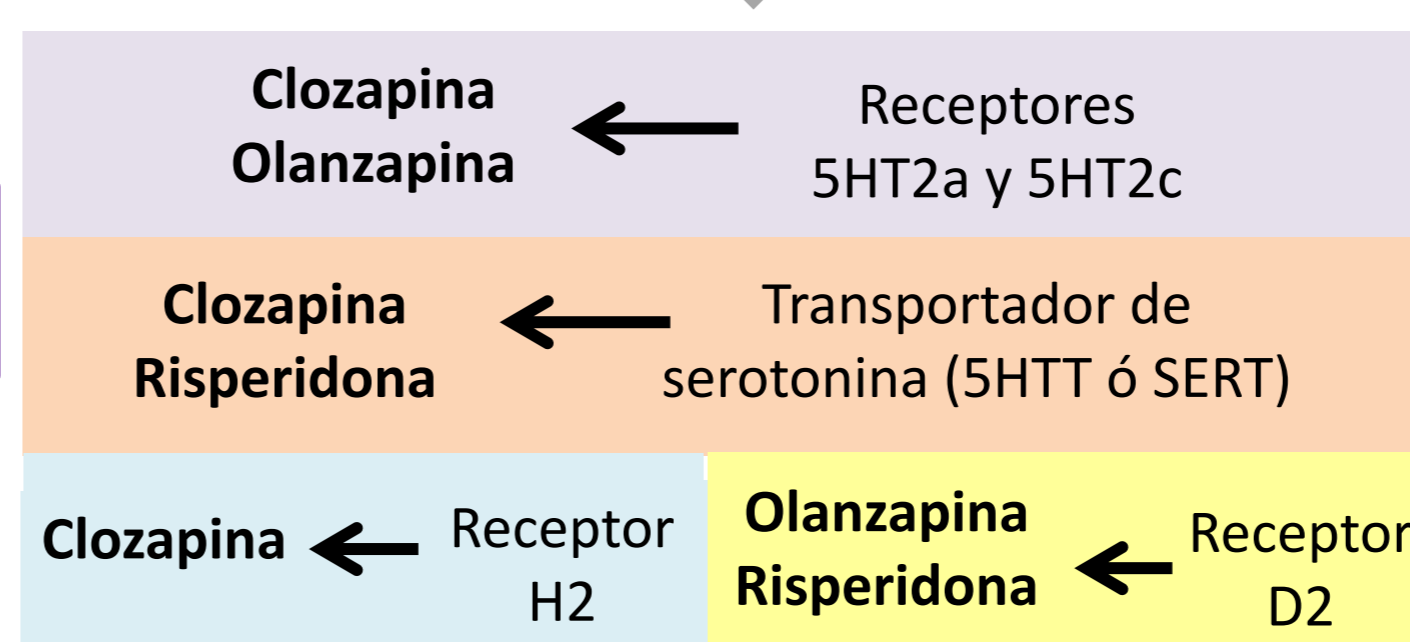 Clozapina
Olanzapina
Receptores
5HT2a y 5HT2c
Clozapina
Risperidona
Transportador de
serotonina (5HTT ó SERT)
Clozapina
Receptor
H2
Olanzapina
Risperidona
Receptor
D2